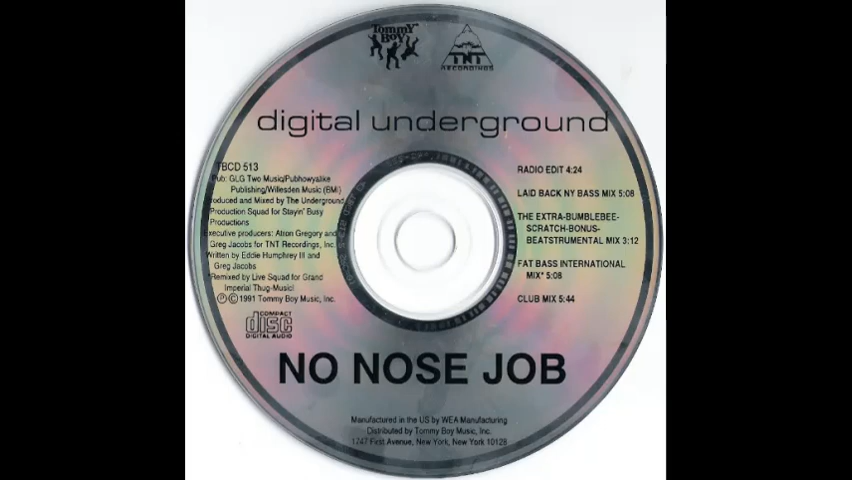 Tommy
Boy
TNT
RECORDINGS
digital underground
TBCD 513
Pub: GLG Two Music/Pubhowyalike
Publishing/Willesden Music (BMI)
roduced and Mixed by The Underground
Production Squad for Stayin' Busy
Productions
Executive producers: Atron Gregory and
Greg Jacobs for TNT Recordings, Inc.
Written by Eddie Humphrey III and
Greg Jacobs
*Remixed by Live Squad for Grand
Imperial Thug-Music!
Ⓟ © 1991 Tommy Boy Music, Inc.
COMPACT
disc
DIGITAL AUDIO
RADIO EDIT 4:24
LAID BACK NY BASS MIX 5:08
THE EXTRA-BUMBLEBEE-
SCRATCH-BONUS-
BEATSTRUMENTAL MIX 3:12
FAT BASS INTERNATIONAL
MIX* 5:08
CLUB MIX 5:44
NO NOSE JOB
Manufactured in the US by WEA Manufacturing
Distributed by Tommy Boy Music, Inc.
1747 First Avenue, New York, New York 10128